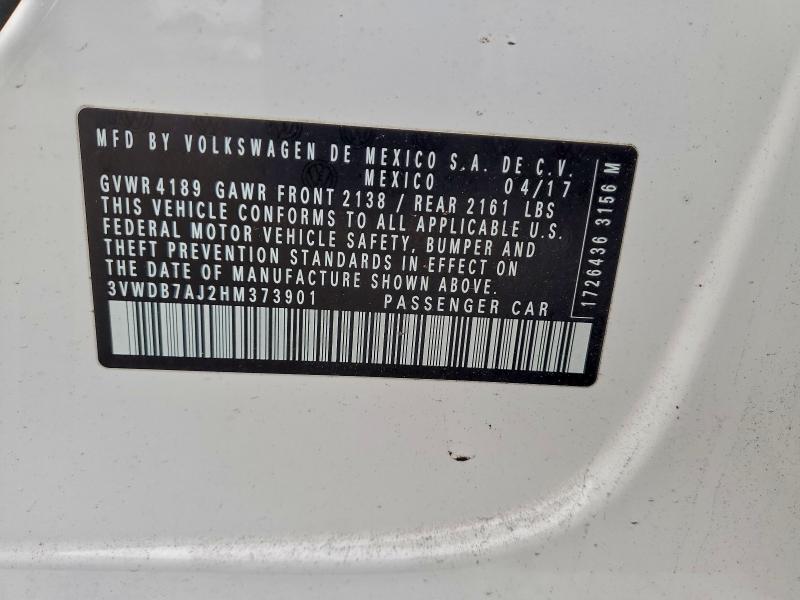 MFD BY VOLKSWAGEN DE MEXICO S.A. DE C.V.
MEXICO 04/17
GVWR 4189 GAWR FRONT 2138 / REAR 2161 LBS
THIS VEHICLE CONFORMS TO ALL APPLICABLE U.S.
FEDERAL MOTOR VEHICLE SAFETY, BUMPER AND
THEFT PREVENTION STANDARDS IN EFFECT ON
THE DATE OF MANUFACTURE SHOWN ABOVE.
3VWDB7AJ2HM373901 PASSENGER CAR
1726436 3156 M